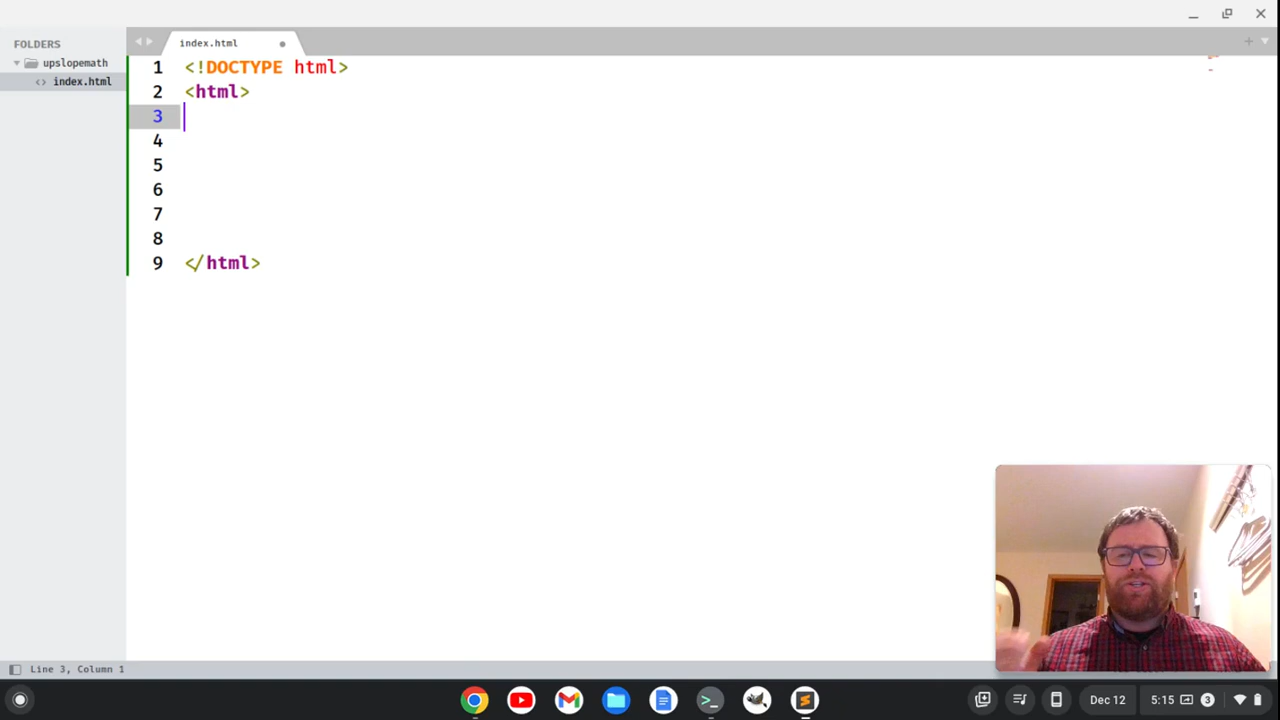 FOLDERS
upslopemath
<> index.html
index.html
1 <!DOCTYPE html>
2 <html>
3
4
5
6
7
8
9 </html>
Line 3, Column 1
Dec 12
5:15
3